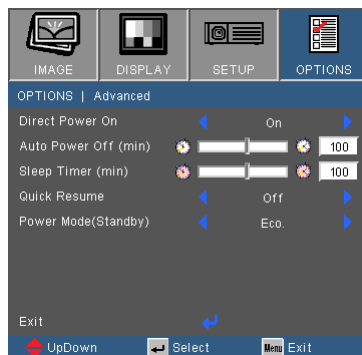 IMAGE DISPLAY SETUP OPTIONS
OPTIONS | Advanced
Direct Power On On
Auto Power Off (min) 100
Sleep Timer (min) 100
Quick Resume Off
Power Mode(Standby) Eco.
Exit
UpDown Select Menu Exit